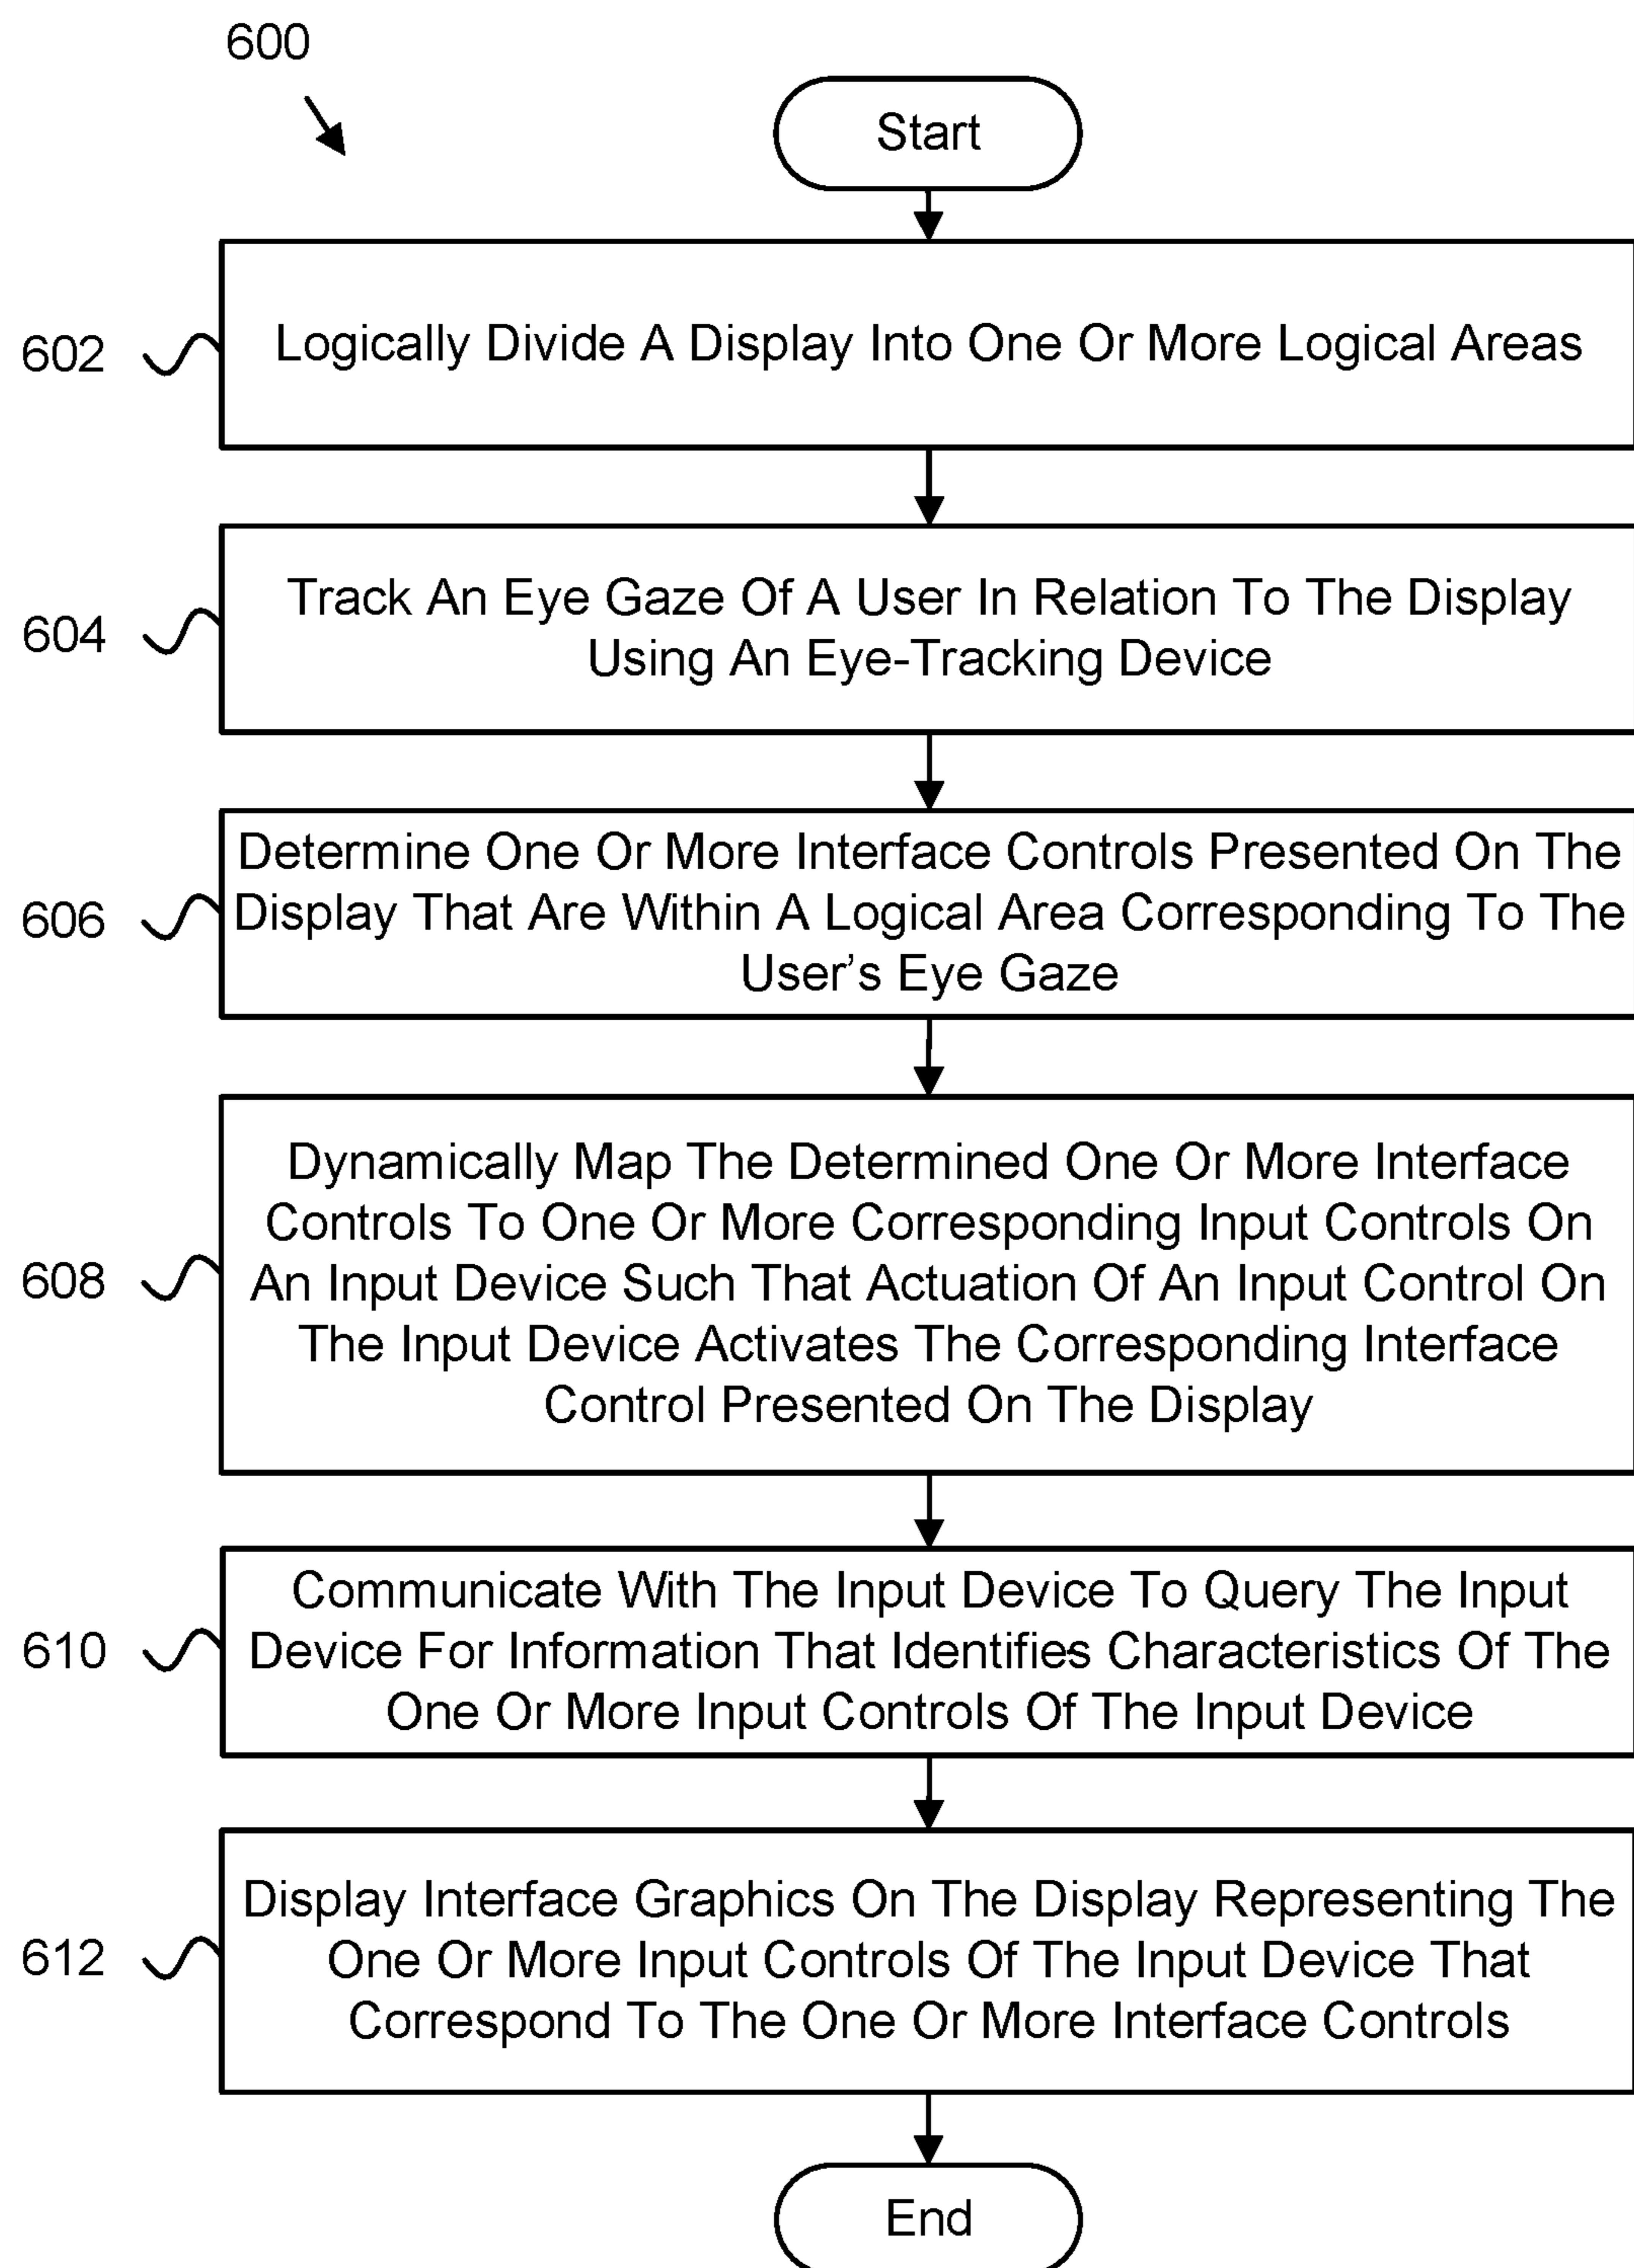 600
Start
602
Logically Divide A Display Into One Or More Logical Areas
604
Track An Eye Gaze Of A User In Relation To The Display
Using An Eye-Tracking Device
606
Determine One Or More Interface Controls Presented On The
Display That Are Within A Logical Area Corresponding To The
User's Eye Gaze
608
Dynamically Map The Determined One Or More Interface
Controls To One Or More Corresponding Input Controls On
An Input Device Such That Actuation Of An Input Control On
The Input Device Activates The Corresponding Interface
Control Presented On The Display
610
Communicate With The Input Device To Query The Input
Device For Information That Identifies Characteristics Of The
One Or More Input Controls Of The Input Device
612
Display Interface Graphics On The Display Representing The
One Or More Input Controls Of The Input Device That
Correspond To The One Or More Interface Controls
End